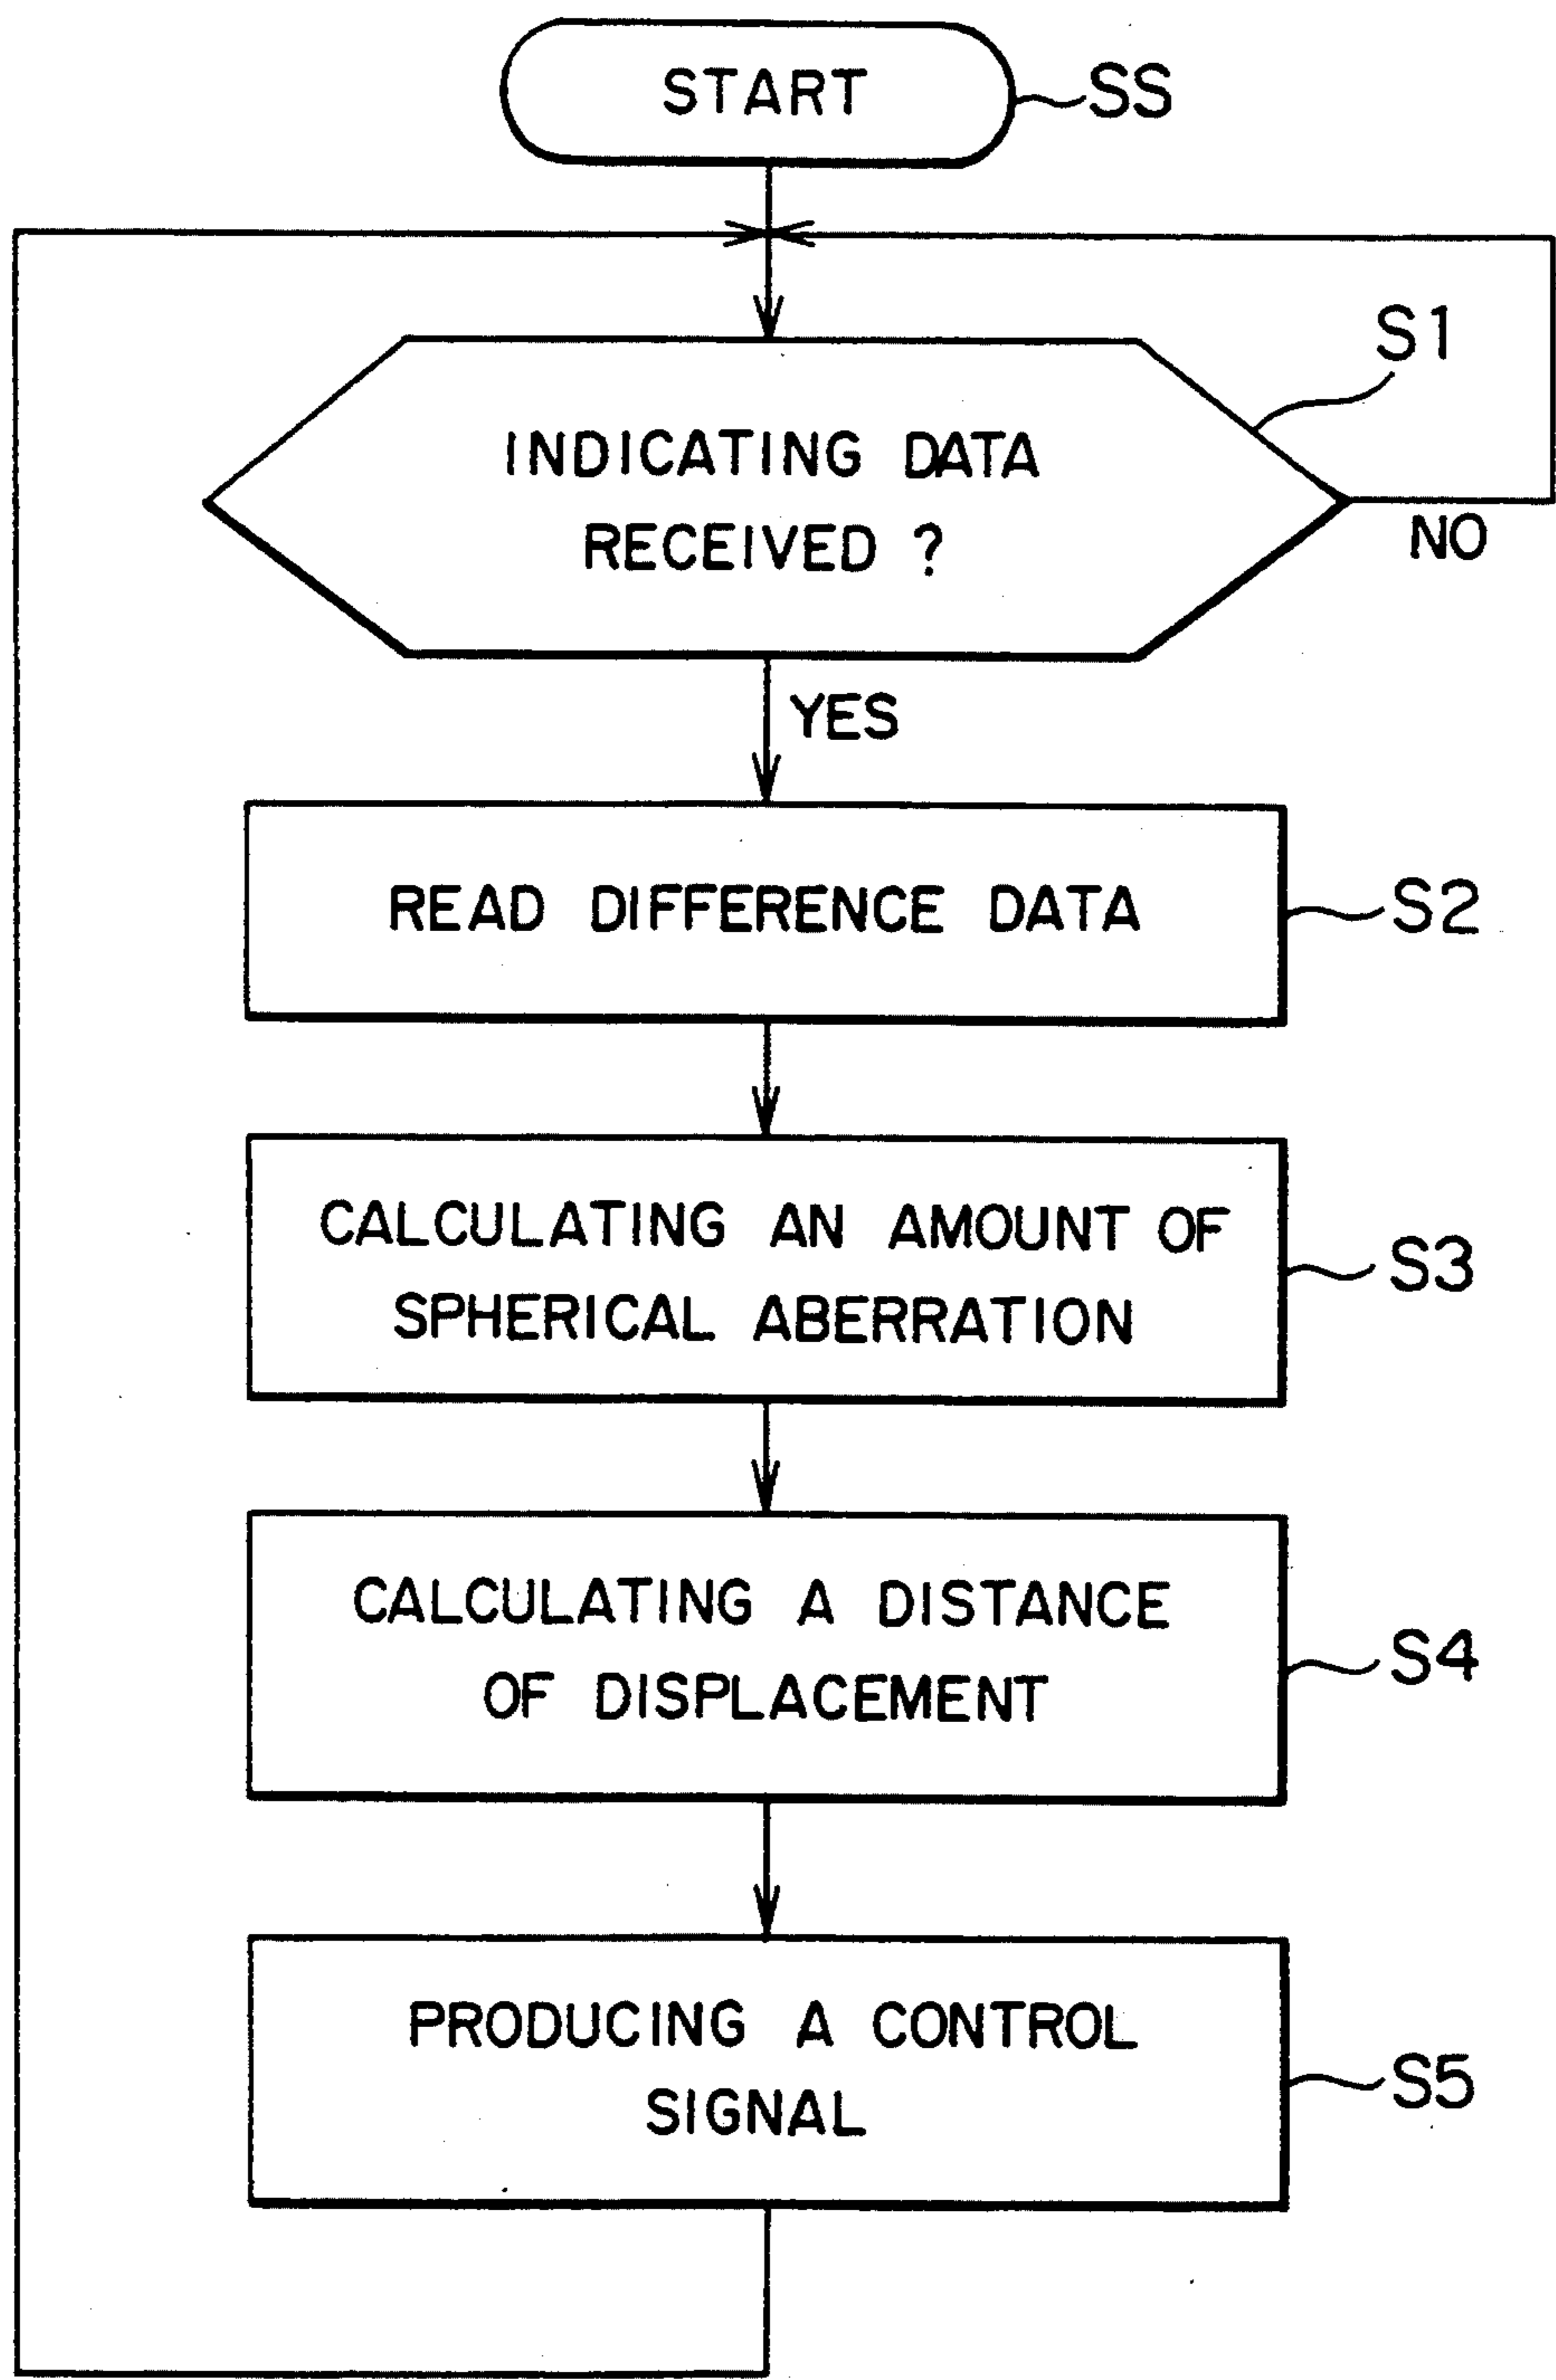 START
SS
S1
INDICATING DATA
RECEIVED ?
NO
YES
READ DIFFERENCE DATA
S2
CALCULATING AN AMOUNT OF
SPHERICAL ABERRATION
S3
CALCULATING A DISTANCE
OF DISPLACEMENT
S4
PRODUCING A CONTROL
SIGNAL
S5